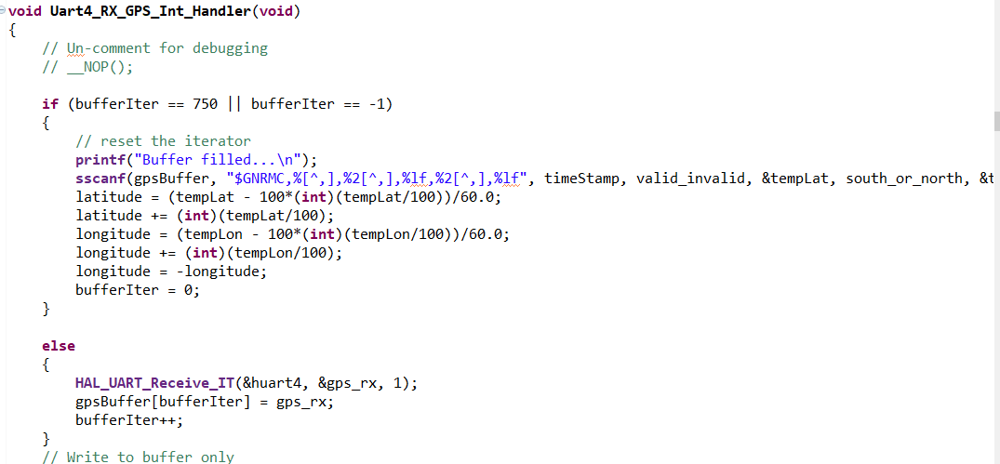 void Uart4_RX_GPS_Int_Handler(void)
{
    // Un-comment for debugging
    // __NOP();

    if (bufferIter == 750 || bufferIter == -1)
    {
        // reset the iterator
        printf("Buffer filled...\n");
        sscanf(gpsBuffer, "$GNRMC,%[^,],%2[^,],%lf,%2[^,],%lf", timeStamp, valid_invalid, &tempLat, south_or_north, &t
        latitude = (tempLat - 100*(int)(tempLat/100))/60.0;
        latitude += (int)(tempLat/100);
        longitude = (tempLon - 100*(int)(tempLon/100))/60.0;
        longitude += (int)(tempLon/100);
        longitude = -longitude;
        bufferIter = 0;
    }

    else
    {
        HAL_UART_Receive_IT(&huart4, &gps_rx, 1);
        gpsBuffer[bufferIter] = gps_rx;
        bufferIter++;
    }
    // Write to buffer only